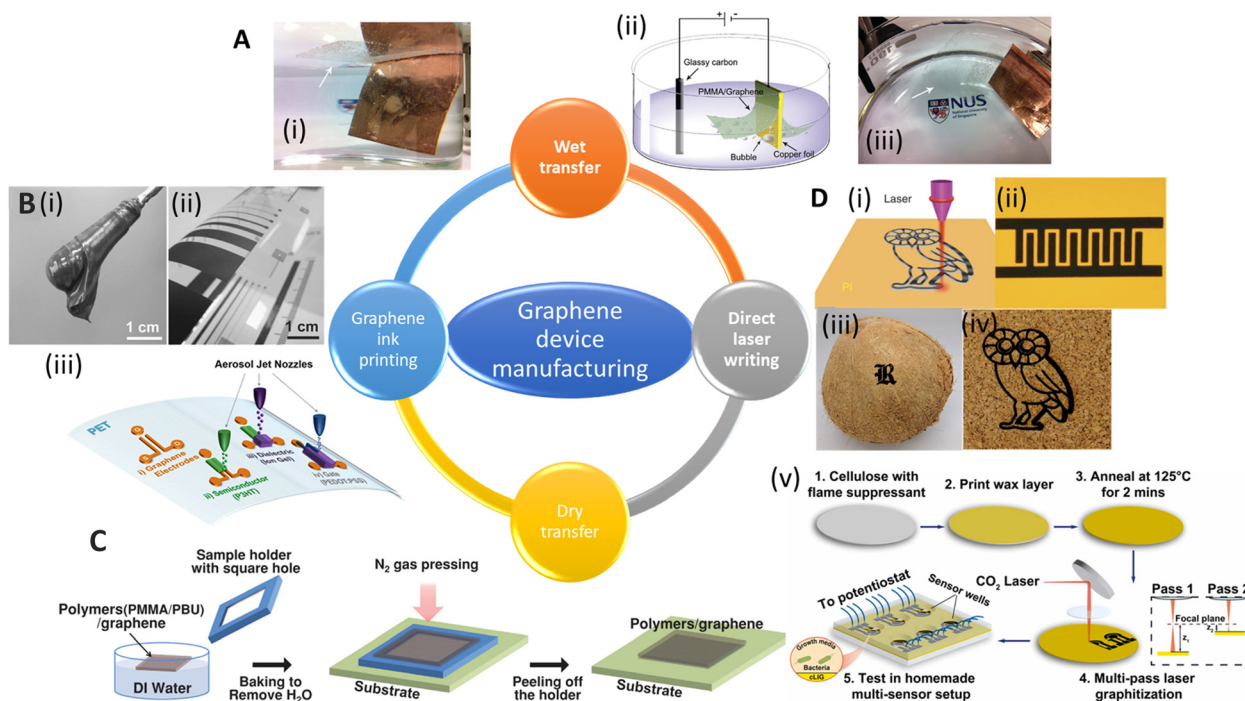 A
(i)
(ii)
+ -
Glassy carbon
PMMA/Graphene
Bubble
Copper foil
NUS
National University
of Singapore
(iii)
Wet
transfer
B
(i)
1 cm
(ii)
1 cm
(iii)
Aerosol Jet Nozzles
PET
i) Graphene
Electrodes
ii) Semiconductor
(P3HT)
iii) Dielectric
(Ion Gel)
iv) Gate
(PEDOT:PSS)
Graphene
ink
printing
Graphene
device
manufacturing
Direct
laser
writing
Dry
transfer
D
(i)
Laser
PI
(ii)
(iii)
R
(iv)
C
Sample holder
with square hole
Polymers(PMMA/PBU)
/graphene
DI Water
Baking to
Remove H₂O
N₂ gas pressing
Substrate
Peeling off
the holder
Polymers/graphene
Substrate
(v)
1. Cellulose with
flame suppressant
2. Print wax layer
3. Anneal at 125°C
for 2 mins
CO₂ Laser
Pass 1
Pass 2
Focal plane
z₁
z₂
4. Multi-pass laser
graphitization
To potentiostat
Sensor wells
Growth media
Bacteria
cLIG
5. Test in homemade
multi-sensor setup